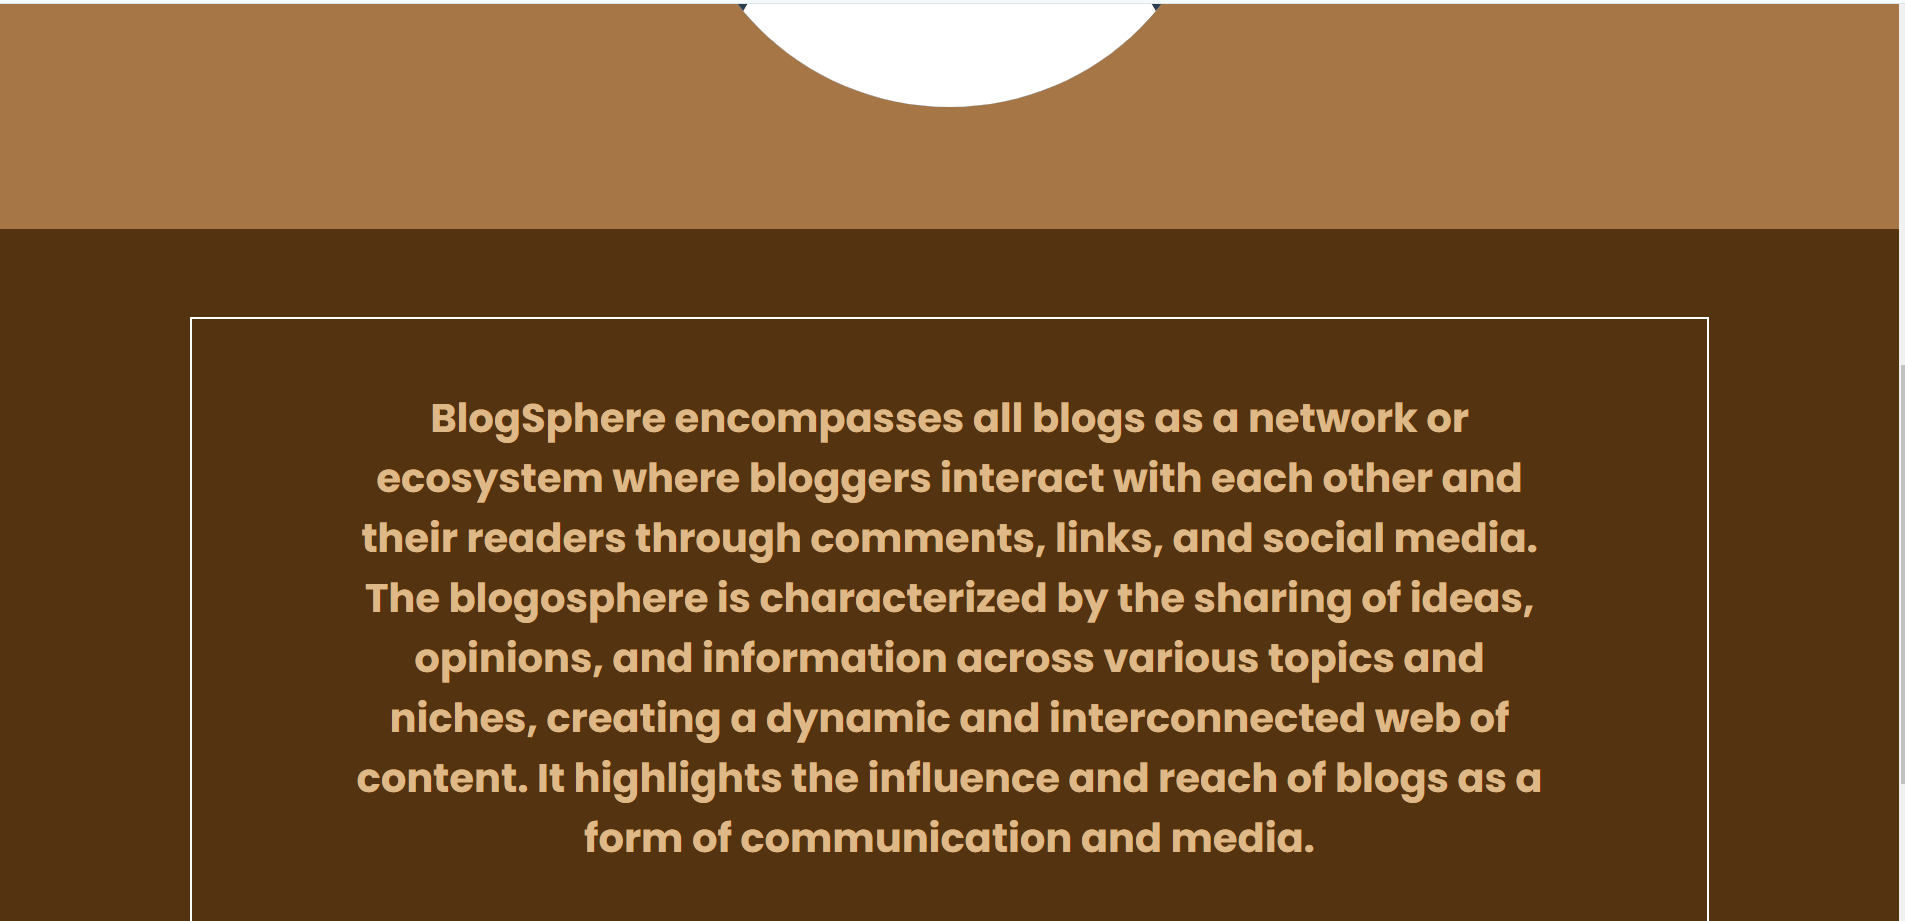 BlogSphere encompasses all blogs as a network or
ecosystem where bloggers interact with each other and
their readers through comments, links, and social media.
The blogosphere is characterized by the sharing of ideas,
opinions, and information across various topics and
niches, creating a dynamic and interconnected web of
content. It highlights the influence and reach of blogs as a
form of communication and media.